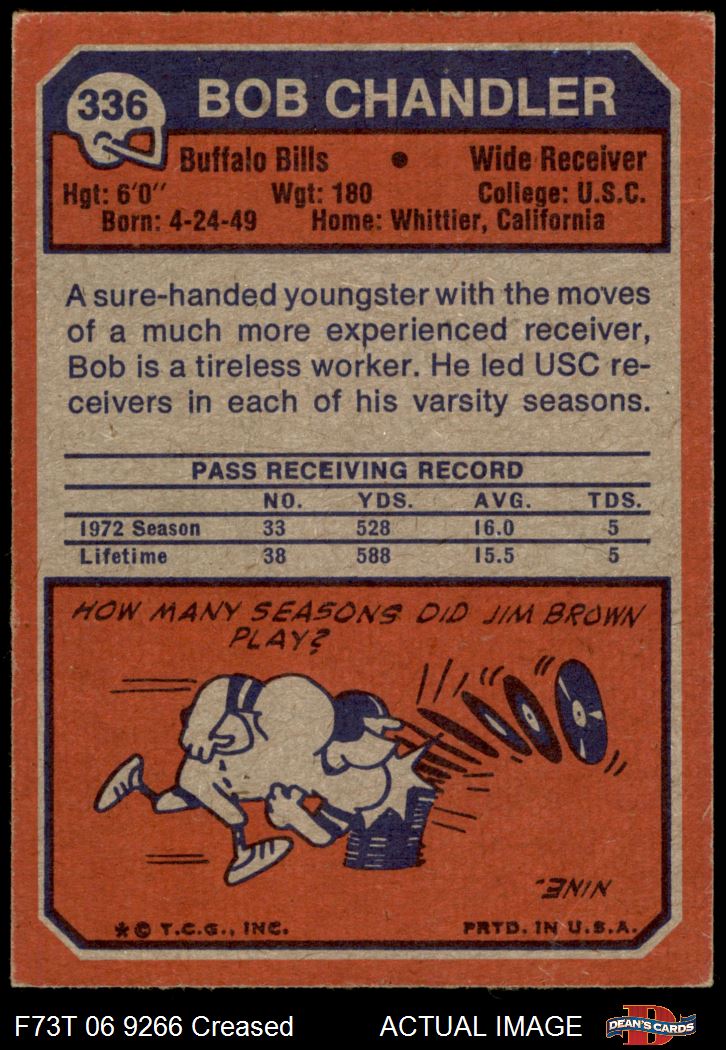 336
BOB CHANDLER
Buffalo Bills • Wide Receiver
Hgt: 6'0" Wgt: 180 College: U.S.C.
Born: 4-24-49 Home: Whittier, California
A sure-handed youngster with the moves
of a much more experienced receiver,
Bob is a tireless worker. He led USC re-
ceivers in each of his varsity seasons.
PASS RECEIVING RECORD
NO. YDS. AVG. TDS.
1972 Season 33 528 16.0 5
Lifetime 38 588 15.5 5
HOW MANY SEASONS DID JIM BROWN
PLAY?
NINE-
*© T.C.G., INC. PRTD. IN U.S.A.
F73T 06 9266 Creased ACTUAL IMAGE
D
DEAN'S CARDS